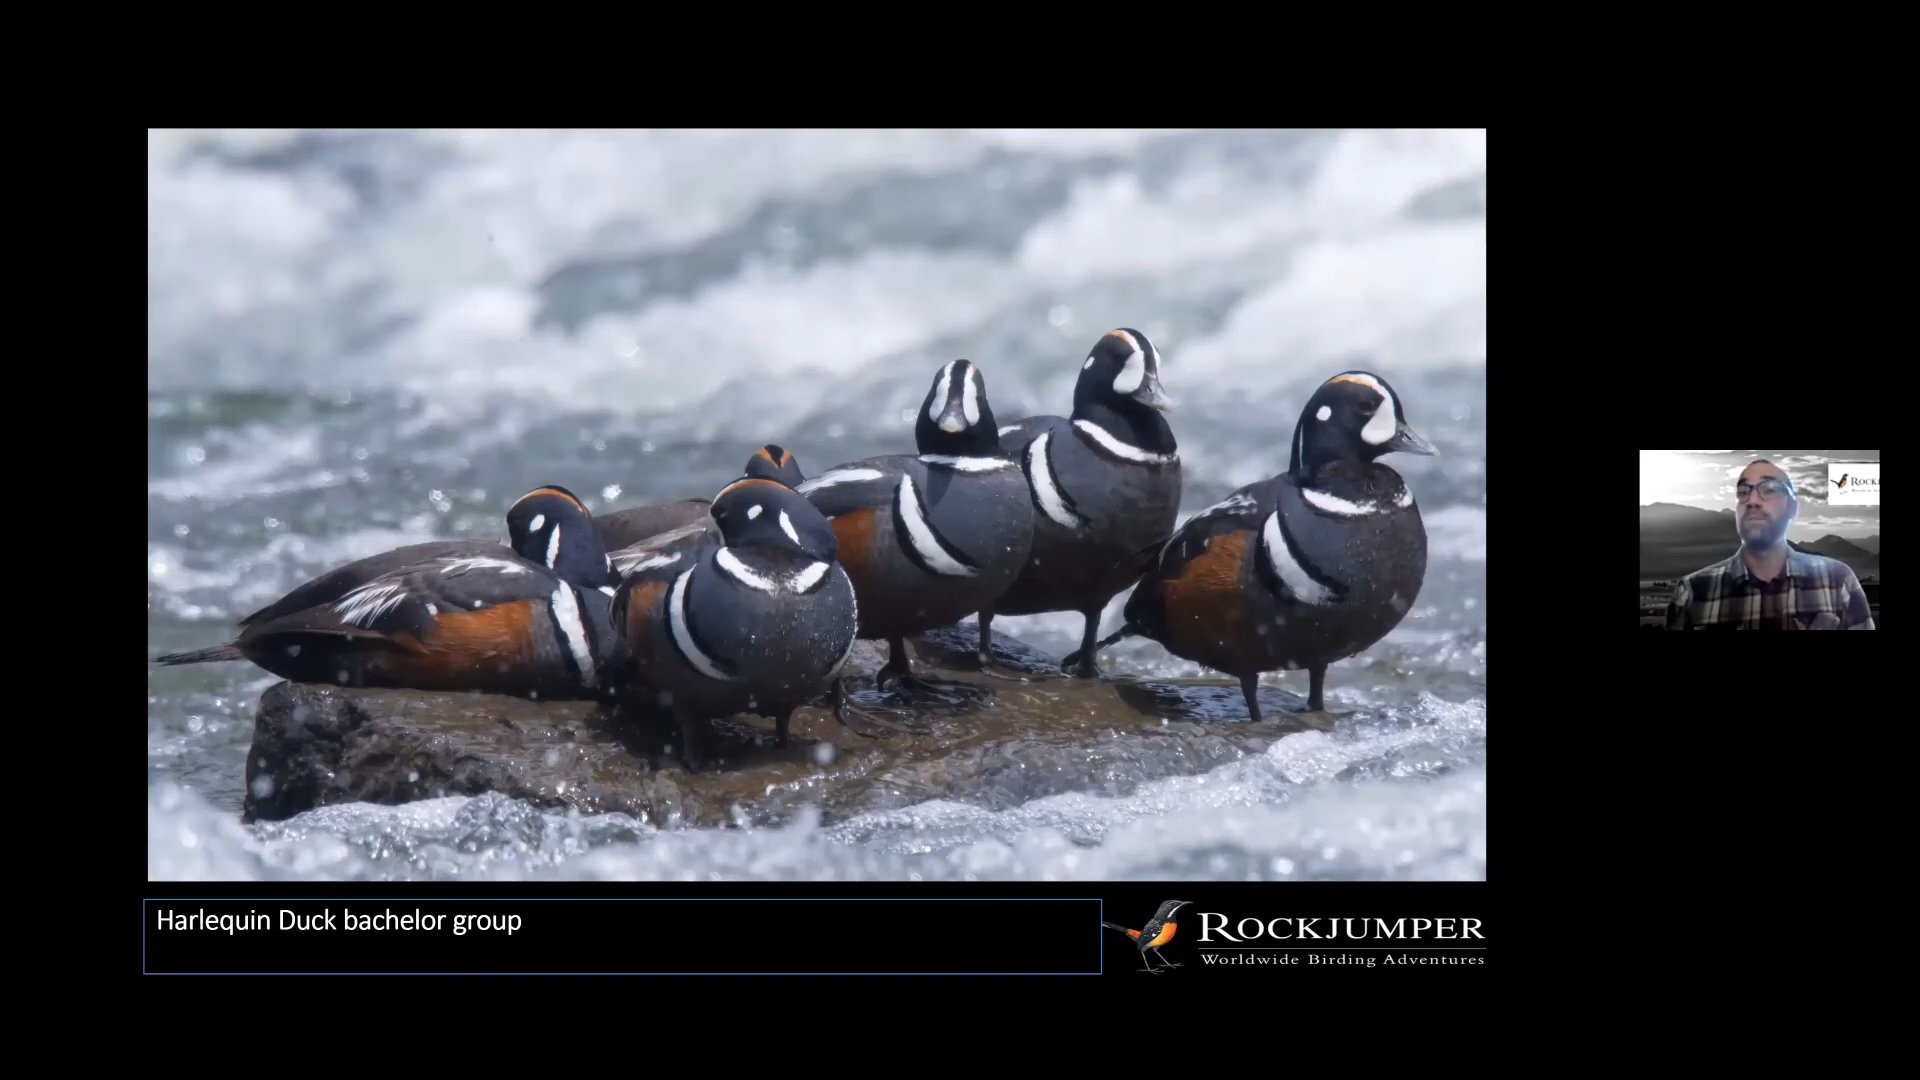 Harlequin Duck bachelor group
ROCKJUMPER
Worldwide Birding Adventures